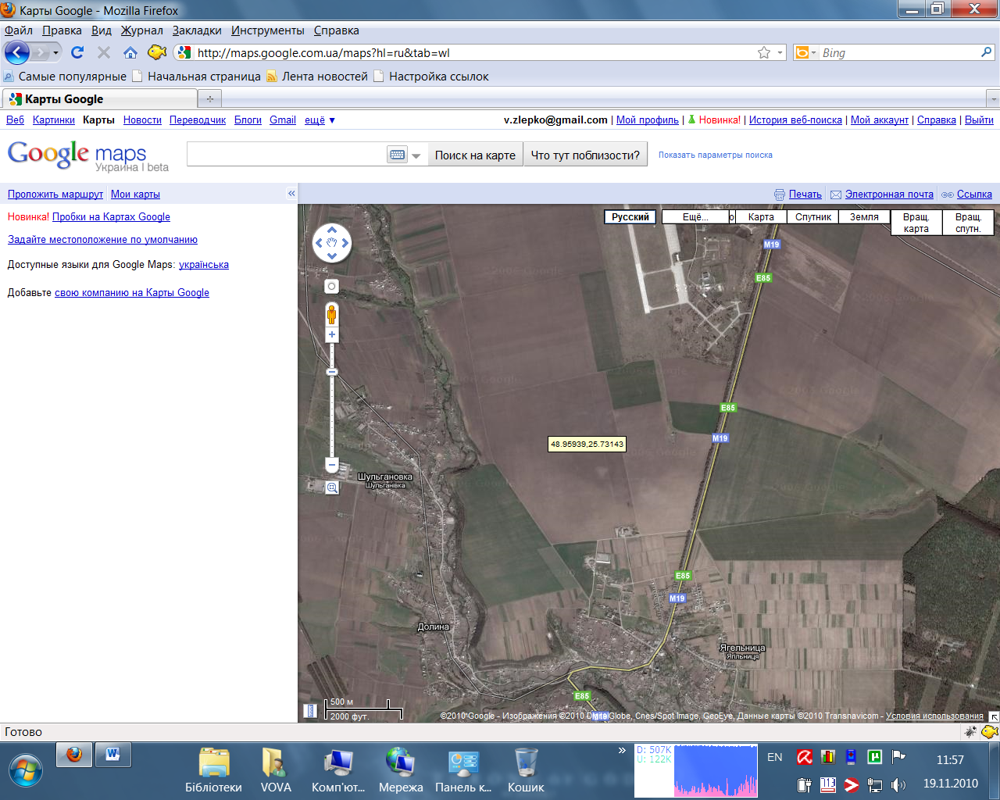 Карты Google - Mozilla Firefox
Файл Правка Вид Журнал Закладки Инструменты Справка
http://maps.google.com.ua/maps?hl=ru&tab=wl
Bing
Самые популярные Начальная страница Лента новостей Настройка ссылок
Карты Google
Веб Картинки Карты Новости Переводчик Блоги Gmail ещё ▼
v.zlepko@gmail.com | Мой профиль | Новинка! | История веб-поиска | Мой аккаунт | Справка | Выйти
Google maps
Украина | beta
Поиск на карте Что тут поблизости? Показать параметры поиска
Проложить маршрут Мои карты «
Печать Электронная почта Ссылка
Новинка! Пробки на Картах Google
Задайте местоположение по умолчанию
Доступные языки для Google Maps: українська
Добавьте свою компанию на Карты Google
Русский Ещё... Карта Спутник Земля Вращ. карта Вращ. спутн.
M19
E85
E85
M19
48.95939,25.73143
Шульгановка
Шульганівка
E85
M19
Долина
Ягельница
Ягільниця
E85
M19
500 м
2000 фут.
©2010 Google - Изображения ©2010 DigitalGlobe, Cnes/Spot Image, GeoEye, Данные карты ©2010 Transnavicom - Условия использования
Готово
Бібліотеки VOVA Комп'ют... Мережа Панель к... Кошик
»
D: 507K
U: 122K
EN
113
11:57
19.11.2010